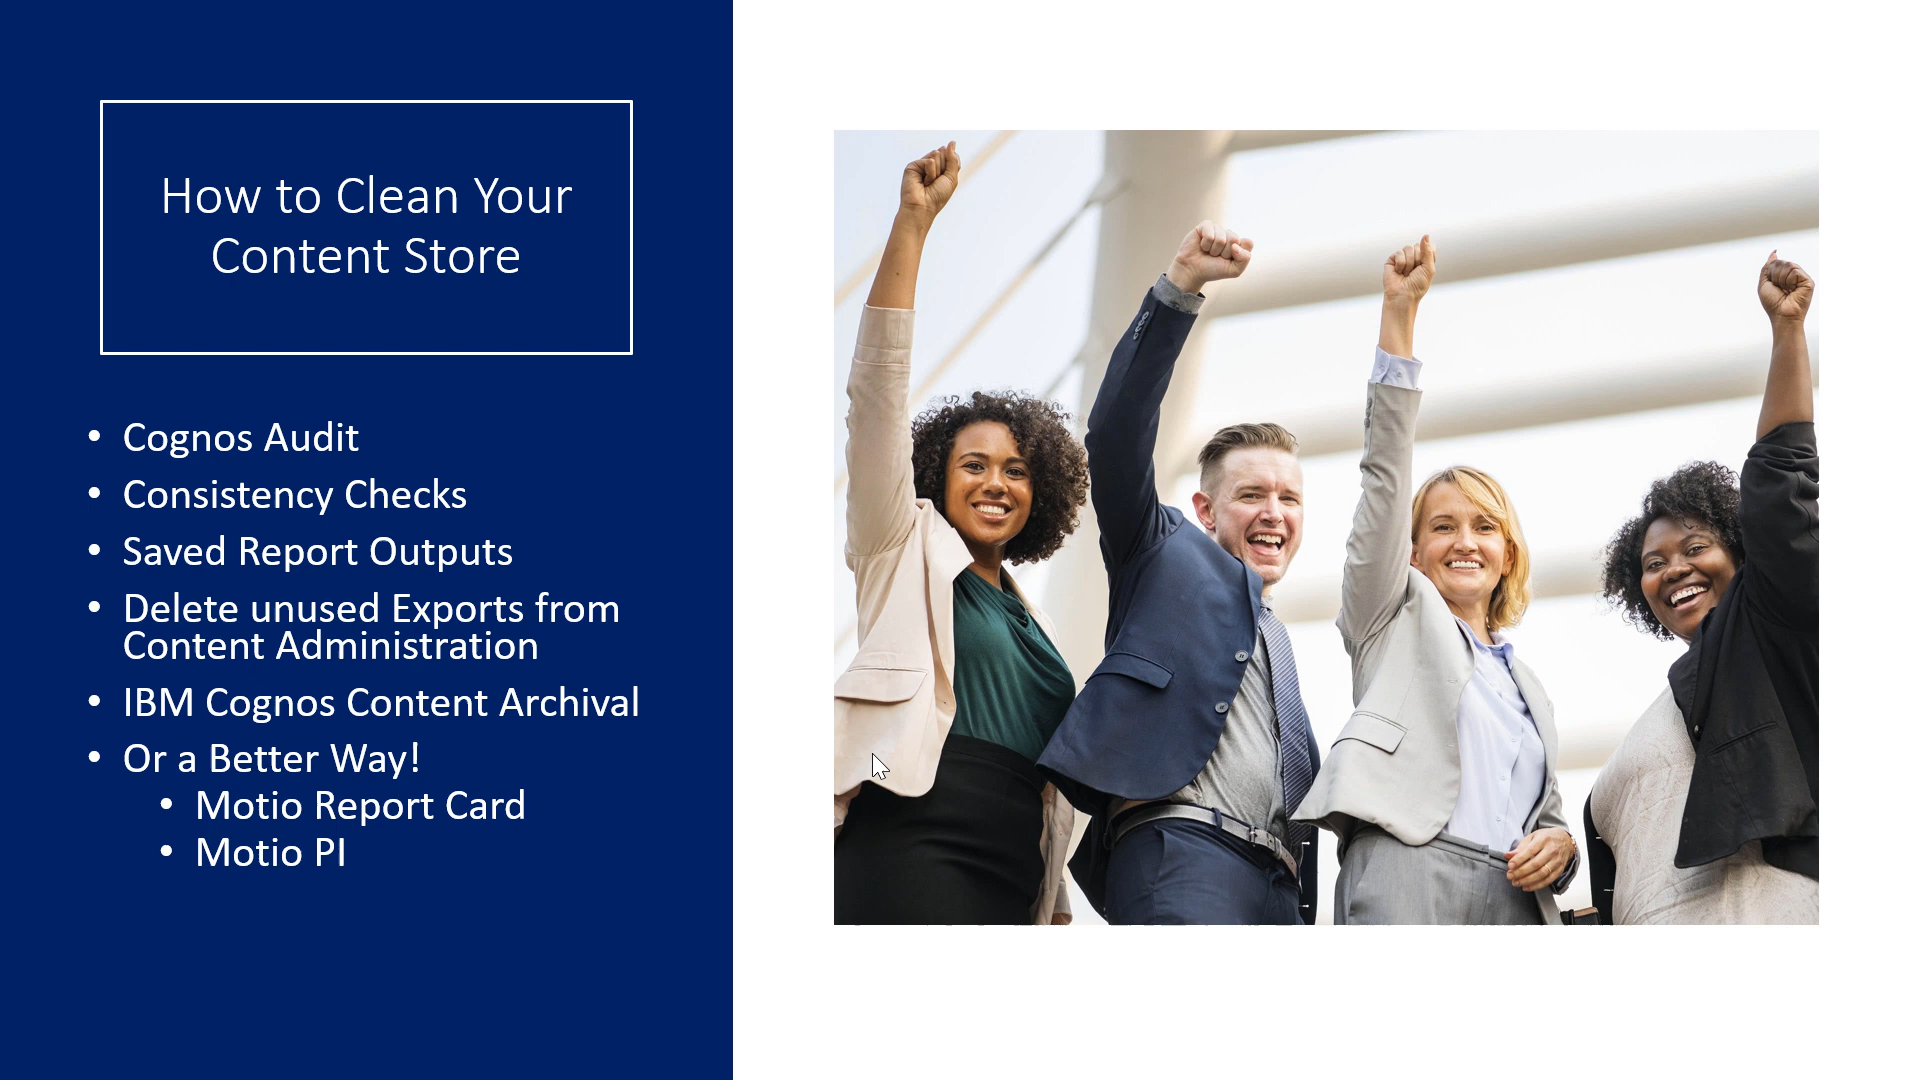 How to Clean Your
Content Store
• Cognos Audit
• Consistency Checks
• Saved Report Outputs
• Delete unused Exports from
Content Administration
• IBM Cognos Content Archival
• Or a Better Way!
• Motio Report Card
• Motio PI